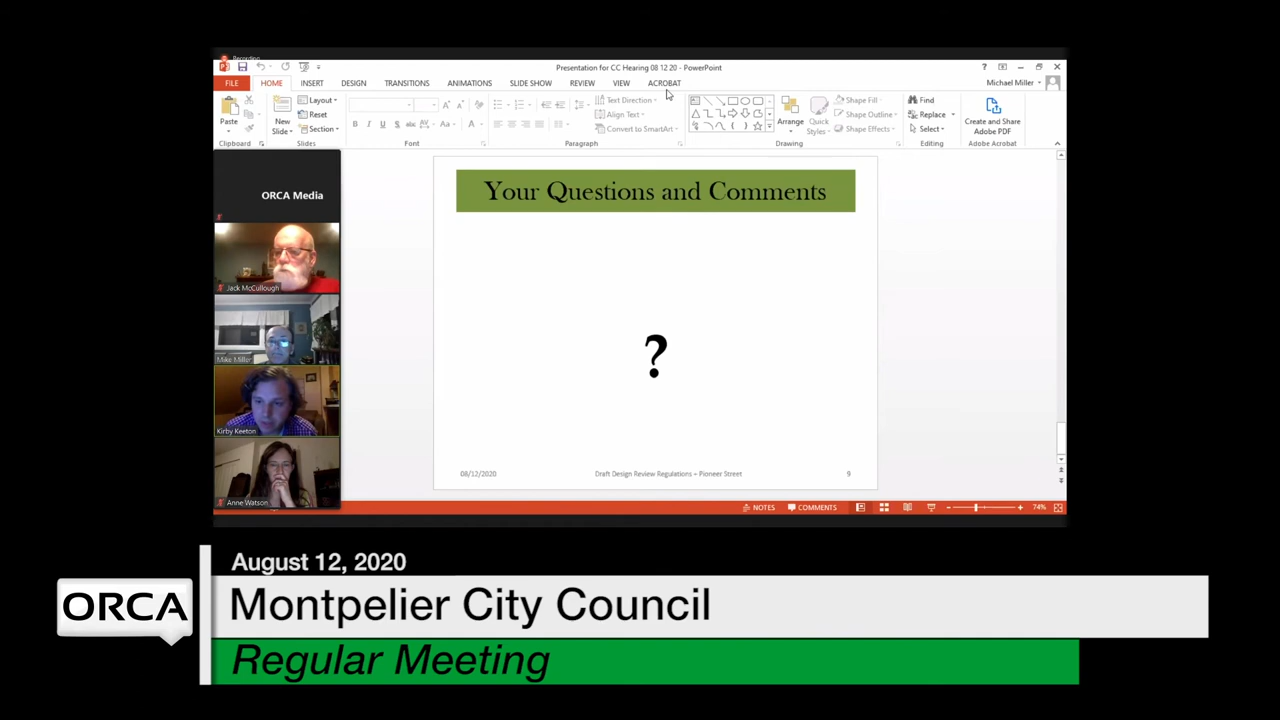 Recording
Presentation for CC Hearing 08 12 20 - PowerPoint
FILE HOME INSERT DESIGN TRANSITIONS ANIMATIONS SLIDE SHOW REVIEW VIEW ACROBAT Michael Miller
Paste
New
Slide
Layout
Reset
Section
B I U S abc AV Aa A
Text Direction
Align Text
Convert to SmartArt
Arrange
Quick
Styles
Shape Fill
Shape Outline
Shape Effects
Find
Replace
Select
Create and Share
Adobe PDF
Clipboard Slides Font Paragraph Drawing Editing Adobe Acrobat
ORCA Media
Jack McCullough
Mike Miller
Kirby Keeton
Anne Watson
Your Questions and Comments
?
08/12/2020 Draft Design Review Regulations – Pioneer Street 9
NOTES COMMENTS 74%
August 12, 2020
ORCA
Montpelier City Council
Regular Meeting